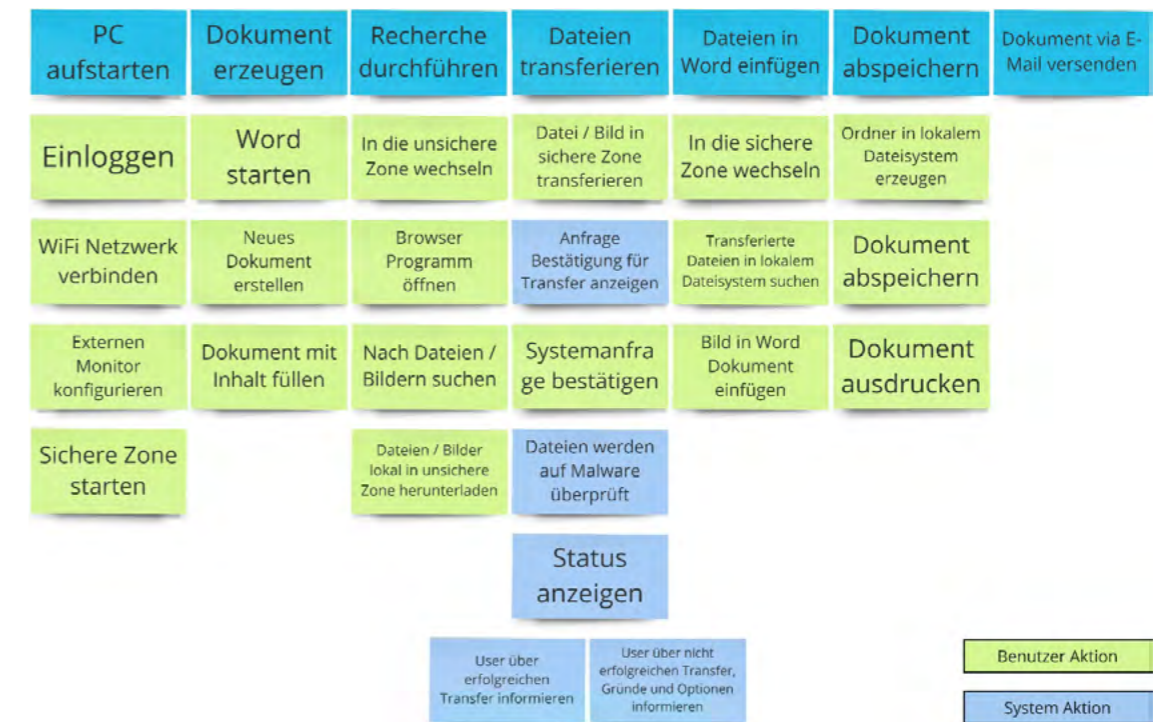 PC
aufstarten
Dokument
erzeugen
Recherche
durchführen
Dateien
transferieren
Dateien in
Word einfügen
Dokument
abspeichern
Dokument via E-
Mail versenden
Einloggen
Word
starten
In die unsichere
Zone wechseln
Datei / Bild in
sichere Zone
transferieren
In die sichere
Zone wechseln
Ordner in lokalem
Dateisystem
erzeugen
WiFi Netzwerk
verbinden
Neues
Dokument
erstellen
Browser
Programm
öffnen
Anfrage
Bestätigung für
Transfer anzeigen
Transferierte
Dateien in lokalem
Dateisystem suchen
Dokument
abspeichern
Externen
Monitor
konfigurieren
Dokument mit
Inhalt füllen
Nach Dateien /
Bildern suchen
Systemanfra
ge bestätigen
Bild in Word
Dokument
einfügen
Dokument
ausdrucken
Sichere Zone
starten
Dateien / Bilder
lokal in unsichere
Zone herunterladen
Dateien werden
auf Malware
überprüft
Status
anzeigen
User über
erfolgreichen
Transfer informieren
User über nicht
erfolgreichen Transfer,
Gründe und Optionen
informieren
Benutzer Aktion
System Aktion